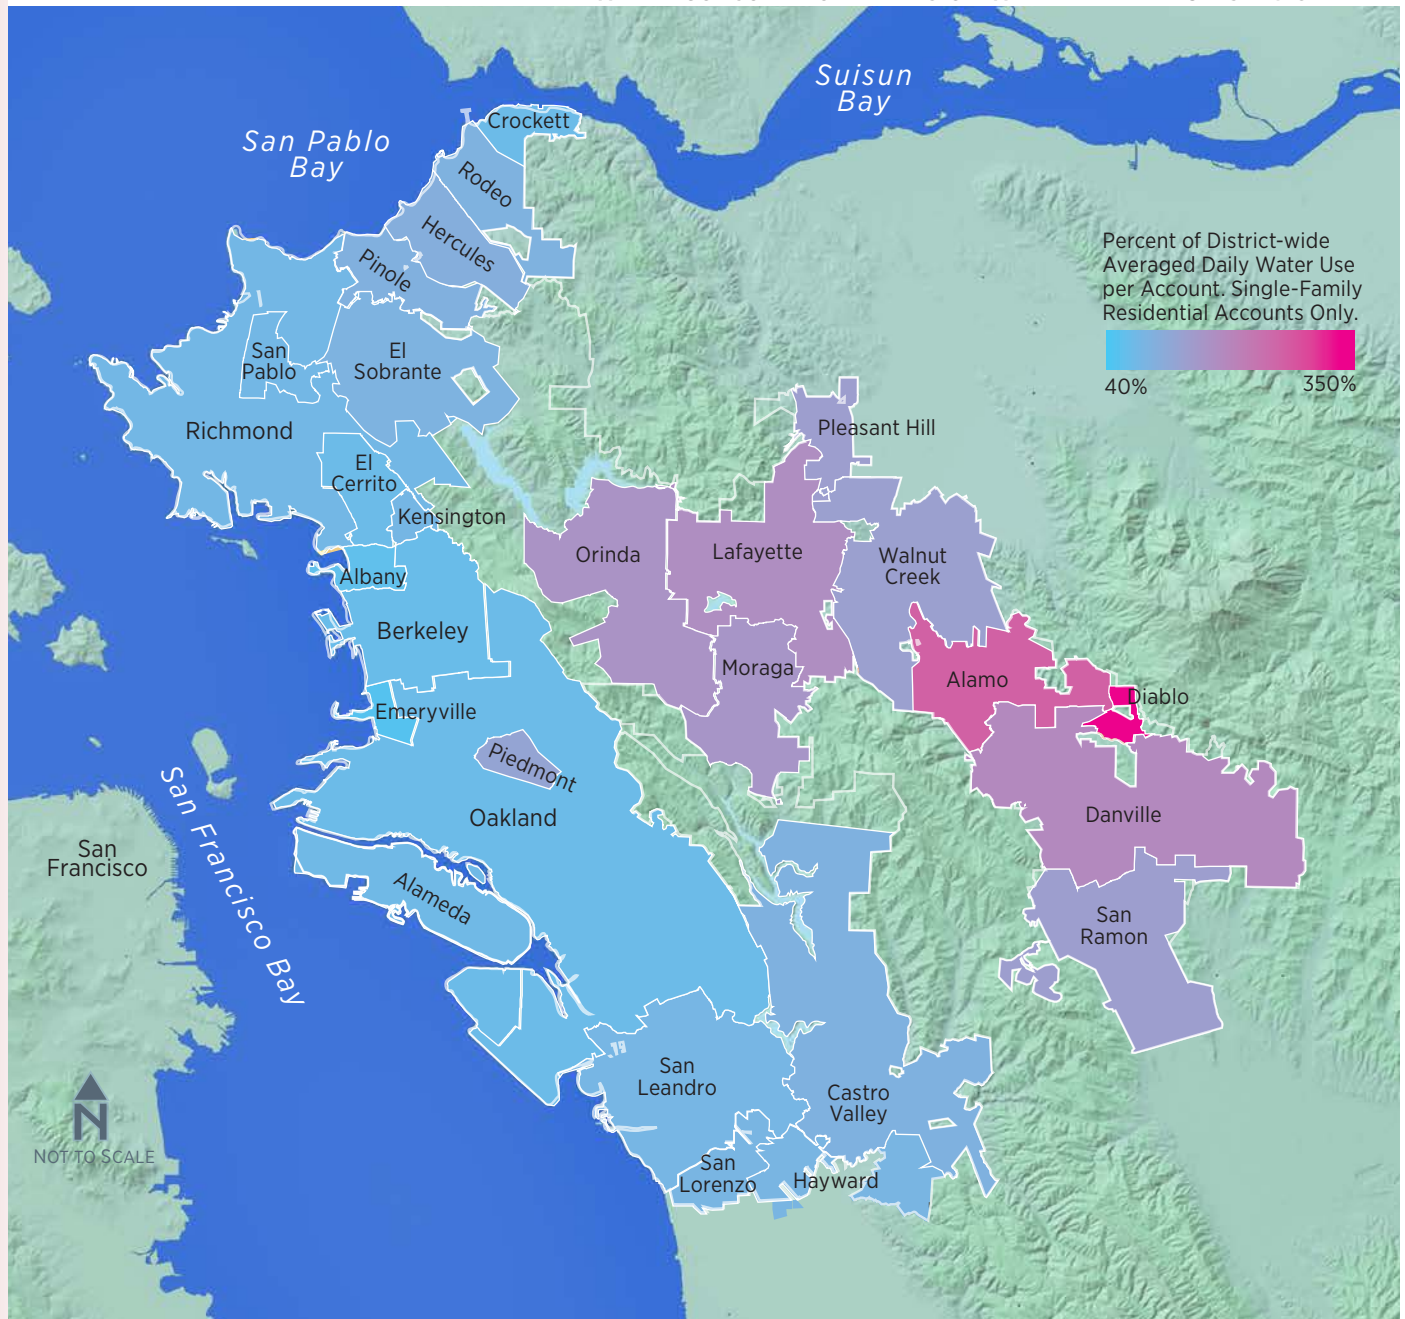 Suisun
Bay
San Pablo
Bay
Crockett
Rodeo
Hercules
Pinole
Percent of District-wide
Averaged Daily Water Use
per Account. Single-Family
Residential Accounts Only.
40%
350%
San
Pablo
El
Sobrante
Richmond
Pleasant Hill
El
Cerrito
Kensington
Orinda
Lafayette
Walnut
Creek
Albany
Berkeley
Moraga
Alamo
Diablo
Emeryville
Piedmont
Oakland
Danville
San
Francisco
San Francisco Bay
Alameda
San
Ramon
San
Leandro
Castro
Valley
San
Lorenzo
Hayward
N
NOT TO SCALE